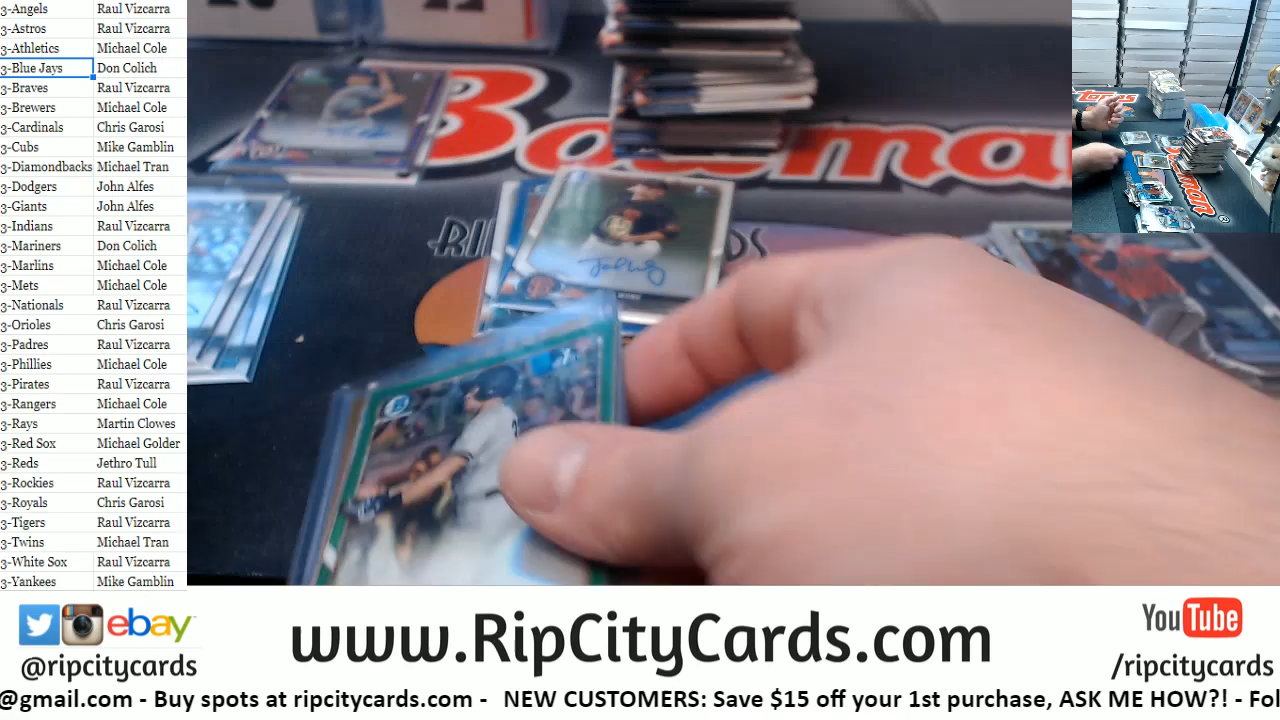 3-Angels Raul Vizcarra
3-Astros Raul Vizcarra
3-Athletics Michael Cole
3-Blue Jays Don Colich
3-Braves Raul Vizcarra
3-Brewers Michael Cole
3-Cardinals Chris Garosi
3-Cubs Mike Gamblin
3-Diamondbacks Michael Tran
3-Dodgers John Alfes
3-Giants John Alfes
3-Indians Raul Vizcarra
3-Mariners Don Colich
3-Marlins Michael Cole
3-Mets Michael Cole
3-Nationals Raul Vizcarra
3-Orioles Chris Garosi
3-Padres Raul Vizcarra
3-Phillies Michael Cole
3-Pirates Raul Vizcarra
3-Rangers Michael Cole
3-Rays Martin Clowes
3-Red Sox Michael Golder
3-Reds Jethro Tull
3-Rockies Raul Vizcarra
3-Royals Chris Garosi
3-Tigers Raul Vizcarra
3-Twins Michael Tran
3-White Sox Raul Vizcarra
3-Yankees Mike Gamblin
Topps
ebay
@ripcitycards
www.RipCityCards.com
YouTube
/ripcitycards
@gmail.com - Buy spots at ripcitycards.com - NEW CUSTOMERS: Save $15 off your 1st purchase, ASK ME HOW?! - Fol